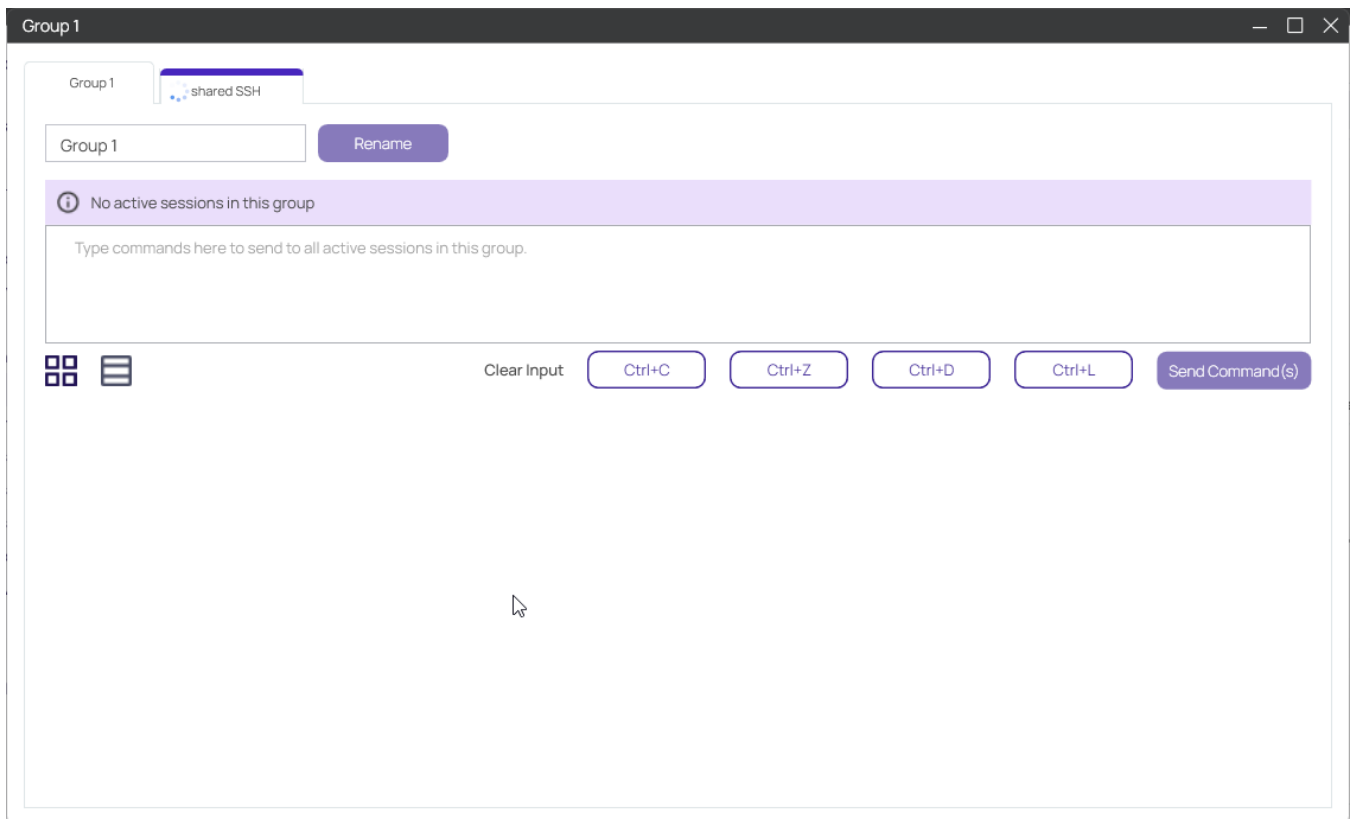 Group 1
Group 1
shared SSH
Group 1
Rename
No active sessions in this group
Type commands here to send to all active sessions in this group.
Clear Input
Ctrl+C
Ctrl+Z
Ctrl+D
Ctrl+L
Send Command(s)